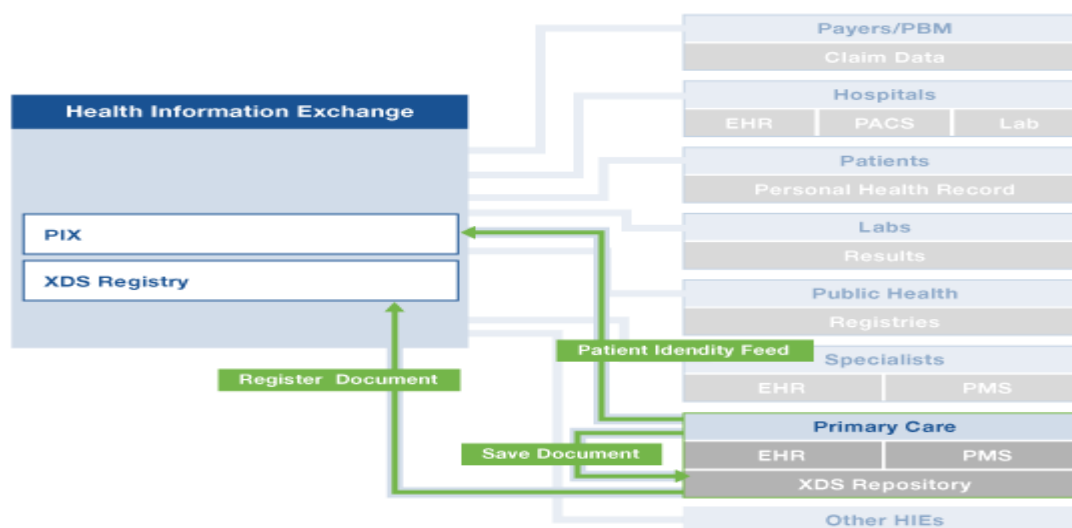 Payers/PBM
Claim Data
Health Information Exchange
Hospitals
EHR PACS Lab
Patients
Personal Health Record
PIX
Labs
Results
XDS Registry
Public Health
Registries
Patient Idendity Feed
Specialists
Register Document
EHR PMS
Primary Care
Save Document
EHR PMS
XDS Repository
Other HIEs